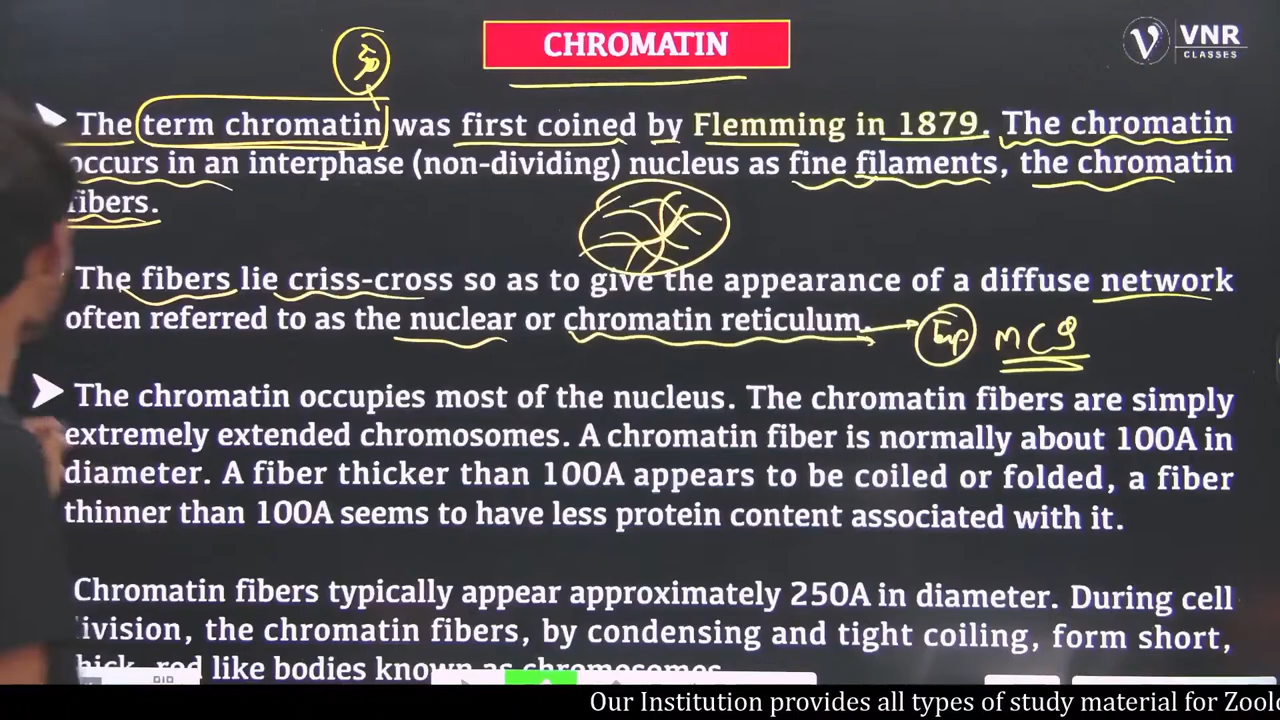 CHROMATIN
VNR
CLASSES
The term chromatin was first coined by Flemming in 1879. The chromatin
occurs in an interphase (non-dividing) nucleus as fine filaments, the chromatin
fibers.
The fibers lie criss-cross so as to give the appearance of a diffuse network
often referred to as the nuclear or chromatin reticulum.
Imp MCQ
The chromatin occupies most of the nucleus. The chromatin fibers are simply
extremely extended chromosomes. A chromatin fiber is normally about 100A in
diameter. A fiber thicker than 100A appears to be coiled or folded, a fiber
thinner than 100A seems to have less protein content associated with it.
Chromatin fibers typically appear approximately 250A in diameter. During cell
ivision, the chromatin fibers, by condensing and tight coiling, form short,
hick, rod like bodies known as chromosomes.
Our Institution provides all types of study material for Zool